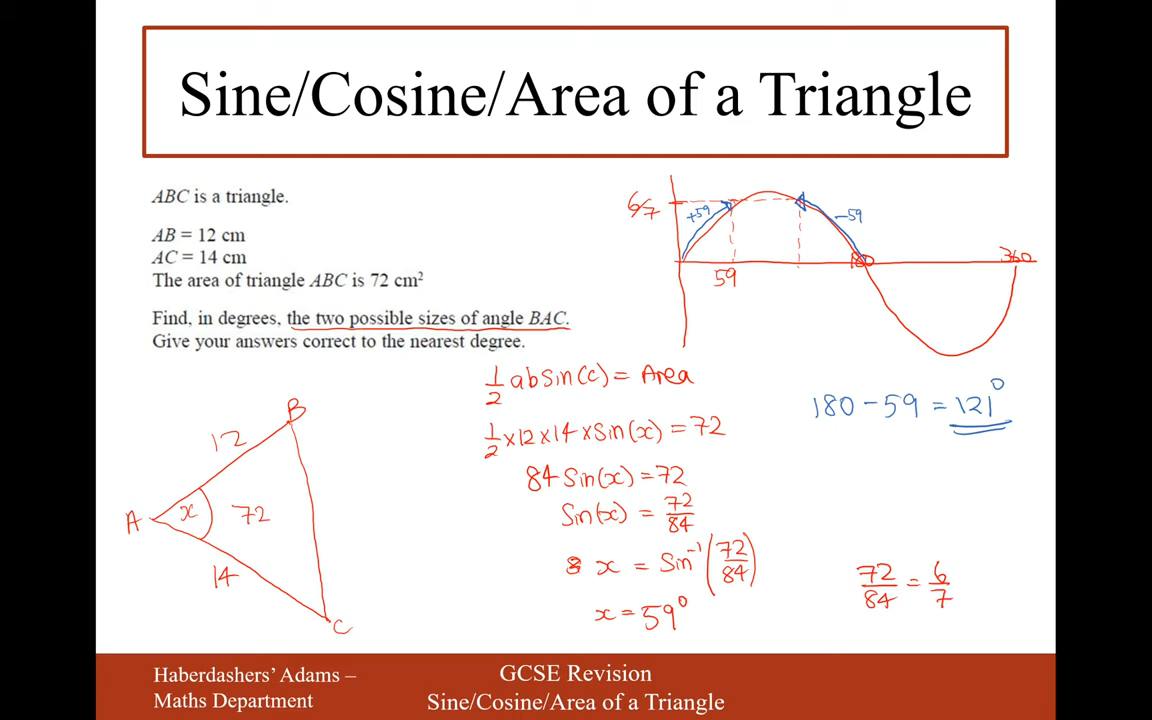 Sine/Cosine/Area of a Triangle
ABC is a triangle.
AB = 12 cm
AC = 14 cm
The area of triangle ABC is 72 cm²
Find, in degrees, the two possible sizes of angle BAC.
Give your answers correct to the nearest degree.
6/7
+59
-59
59
180
360
½abSin(c) = Area
½×12×14×Sin(x) = 72
84 Sin(x) = 72
Sin(x) = 72/84
x = Sin⁻¹(72/84)
x = 59°
180 - 59 = 121°
72/84 = 6/7
B
12
A
x
72
14
C
Haberdashers' Adams –
Maths Department
GCSE Revision
Sine/Cosine/Area of a Triangle